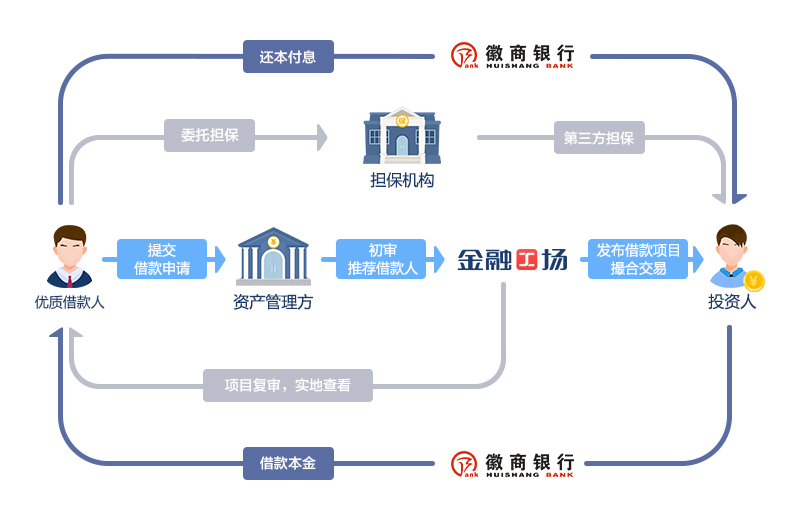 还本付息
徽商银行
HUISHANG BANK
委托担保
保
担保机构
第三方担保
优质借款人
提交
借款申请
¥
资产管理方
初审
推荐借款人
金融工场
发布借款项目
撮合交易
¥
投资人
项目复审，实地查看
借款本金
徽商银行
HUISHANG BANK